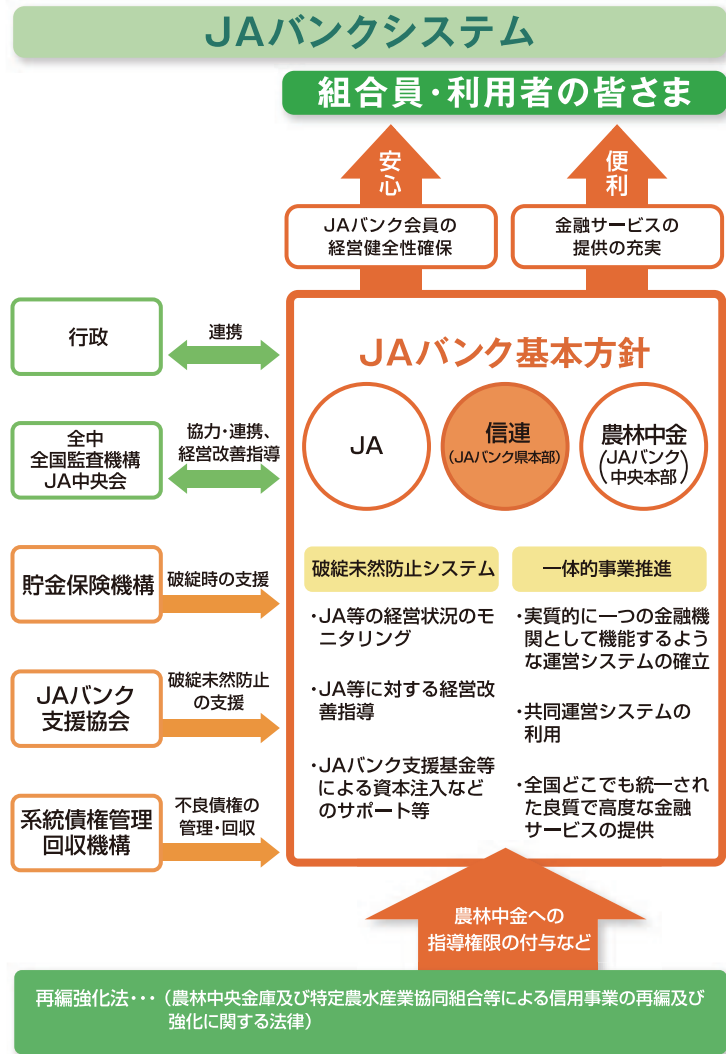 JAバンクシステム
組合員・利用者の皆さま
安心
便利
JAバンク会員の
経営健全性確保
金融サービスの
提供の充実
行政
連携
全中
全国監査機構
JA中央会
協力・連携、
経営改善指導
貯金保険機構
破綻時の支援
JAバンク
支援協会
破綻未然防止
の支援
系統債権管理
回収機構
不良債権の
管理・回収
JAバンク基本方針
JA
信連
(JAバンク県本部)
農林中金
(JAバンク
中央本部)
破綻未然防止システム
・JA等の経営状況のモ
ニタリング
・JA等に対する経営改
善指導
・JAバンク支援基金等
による資本注入など
のサポート等
一体的事業推進
・実質的に一つの金融機
関として機能するよう
な運営システムの確立
・共同運営システムの
利用
・全国どこでも統一され
た良質で高度な金融
サービスの提供
農林中金への
指導権限の付与など
再編強化法・・・（農林中央金庫及び特定農水産業協同組合等による信用事業の再編及び
強化に関する法律）